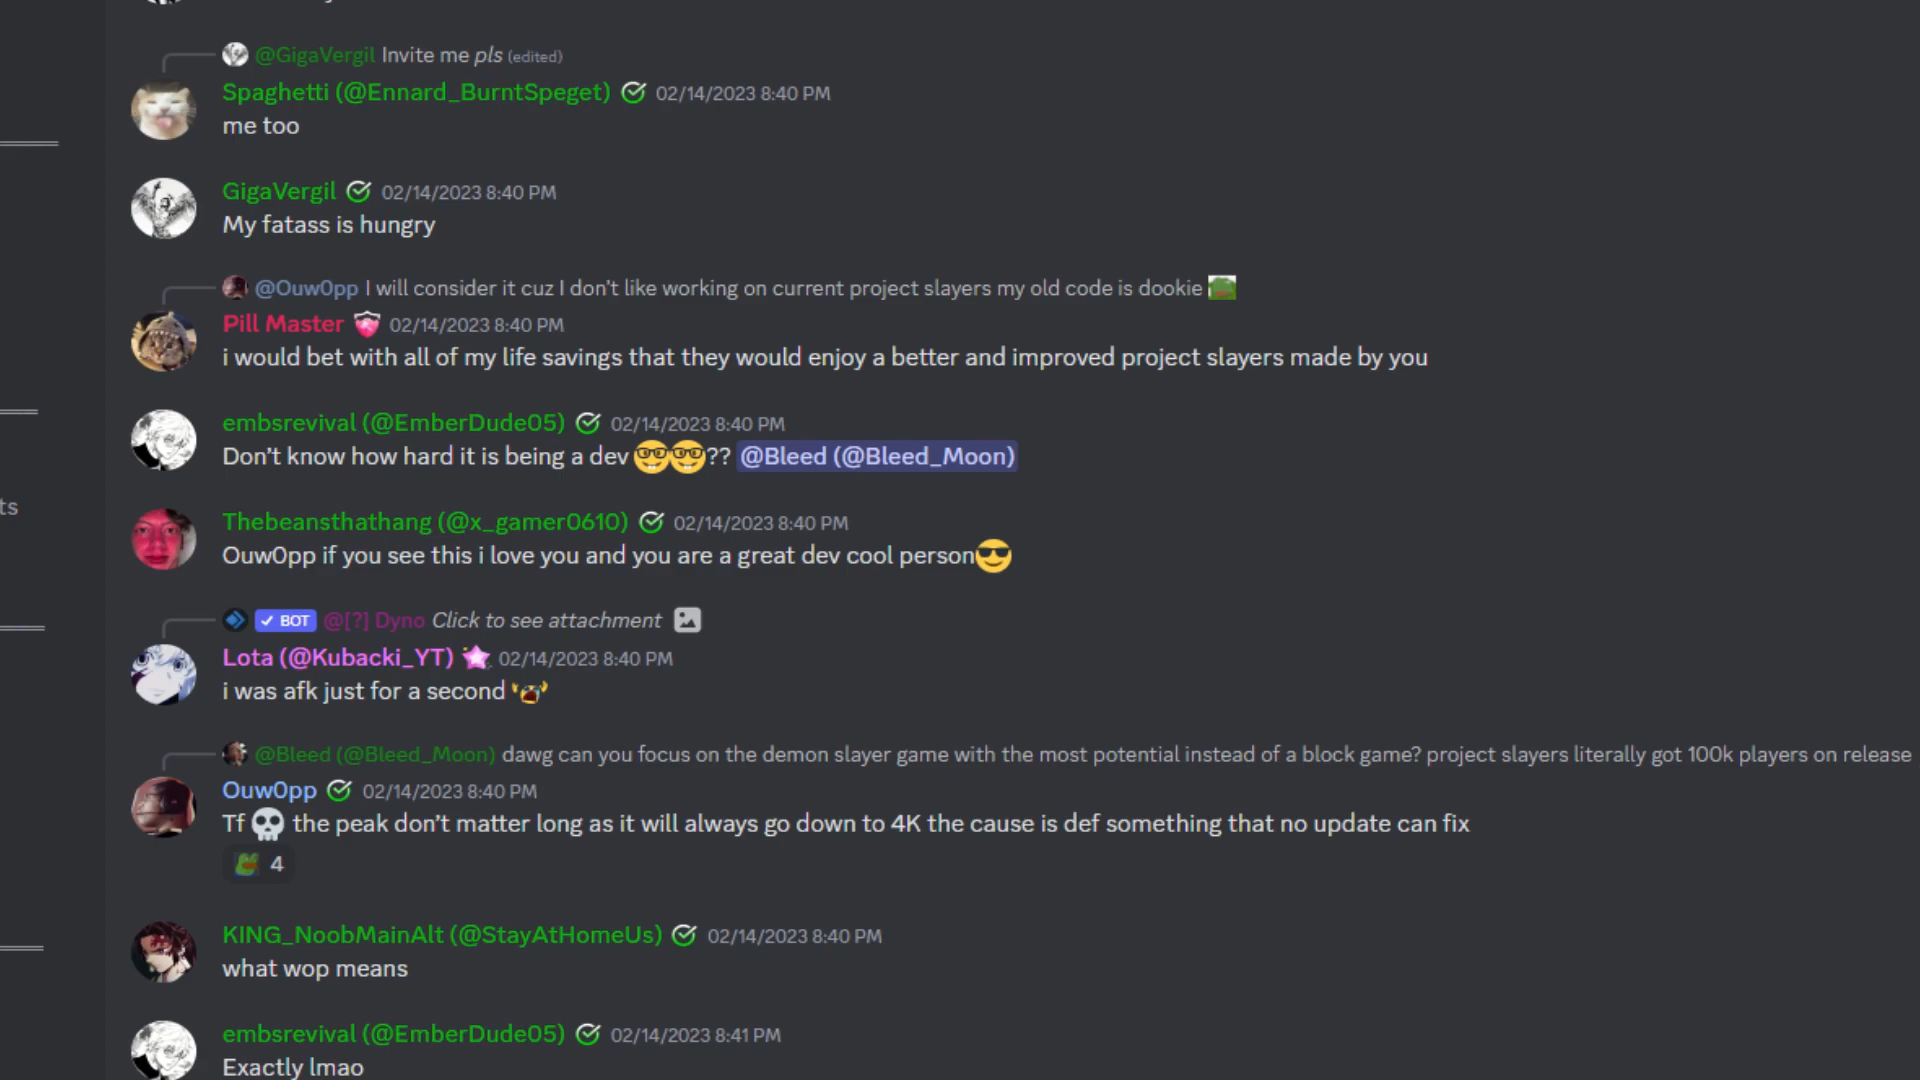 @GigaVergil Invite me pls (edited)
Spaghetti (@Ennard_BurntSpeget) 02/14/2023 8:40 PM
me too
GigaVergil 02/14/2023 8:40 PM
My fatass is hungry
@Ouw0pp I will consider it cuz I don't like working on current project slayers my old code is dookie
Pill Master 02/14/2023 8:40 PM
i would bet with all of my life savings that they would enjoy a better and improved project slayers made by you
embsrevival (@EmberDude05) 02/14/2023 8:40 PM
Don't know how hard it is being a dev 🤓🤓?? @Bleed (@Bleed_Moon)
ts
Thebeansthathang (@x_gamer0610) 02/14/2023 8:40 PM
Ouw0pp if you see this i love you and you are a great dev cool person😎
✓ BOT @[?] Dyno Click to see attachment
Lota (@Kubacki_YT) 02/14/2023 8:40 PM
i was afk just for a second
@Bleed (@Bleed_Moon) dawg can you focus on the demon slayer game with the most potential instead of a block game? project slayers literally got 100k players on release
Ouw0pp 02/14/2023 8:40 PM
Tf 💀 the peak don't matter long as it will always go down to 4K the cause is def something that no update can fix
4
KING_NoobMainAlt (@StayAtHomeUs) 02/14/2023 8:40 PM
what wop means
embsrevival (@EmberDude05) 02/14/2023 8:41 PM
Exactly lmao